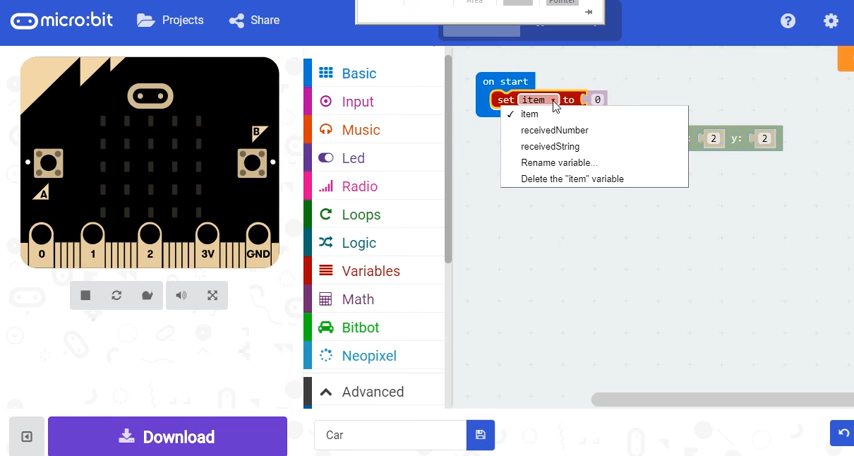 Area
Pointer
micro:bit
Projects
Share
?
on start
set item to 0
item
receivedNumber
receivedString
Rename variable...
Delete the "item" variable
: 2 y: 2
B
A
0 1 2 3V GND
Basic
Input
Music
Led
Radio
Loops
Logic
Variables
Math
Bitbot
Neopixel
Advanced
Download
Car